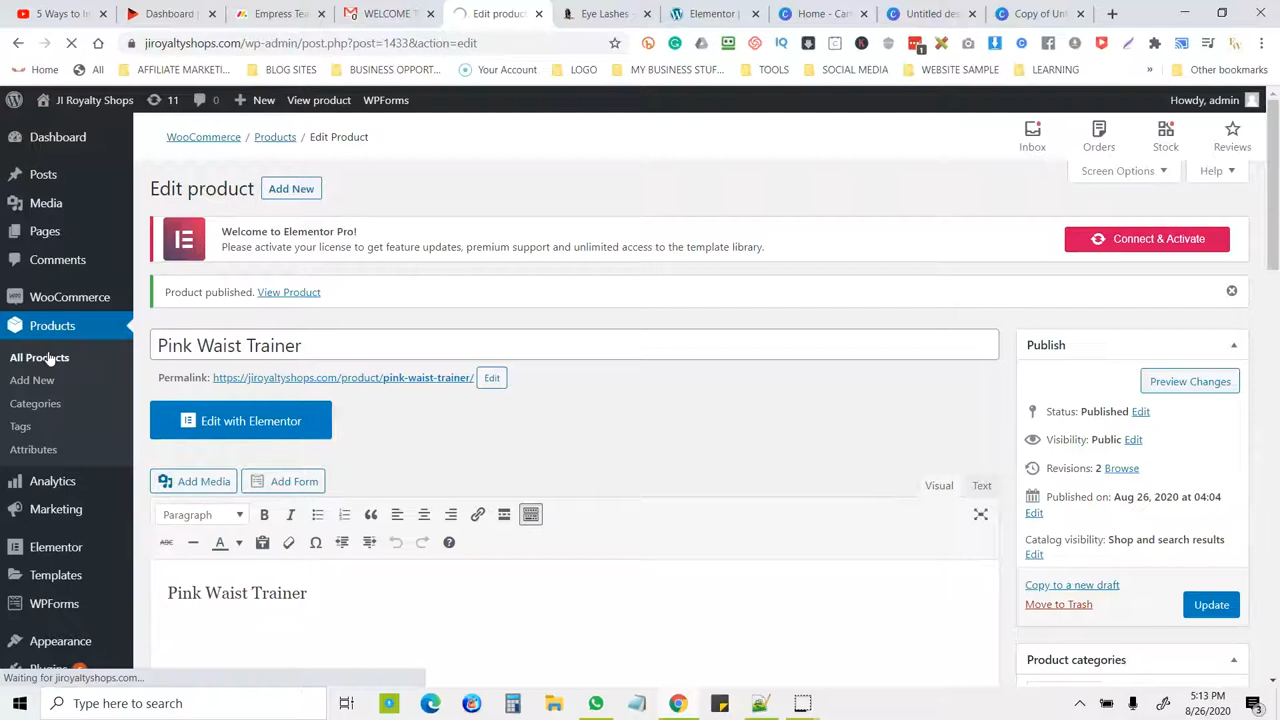 5 Ways to In
Dashboard
Empress Tea
WELCOME T
Edit produc
Eye Lashes
Elementor
Home - Can
Untitled des
Copy of Unt
jiroyaltyshops.com/wp-admin/post.php?post=1433&action=edit
Home
All
AFFILIATE MARKETI...
BLOG SITES
BUSINESS OPPORT...
Your Account
LOGO
MY BUSINESS STUF...
TOOLS
SOCIAL MEDIA
WEBSITE SAMPLE
LEARNING
»
Other bookmarks
JI Royalty Shops
11
0
New
View product
WPForms
Howdy, admin
Dashboard
Posts
Media
Pages
Comments
WooCommerce
Products
All Products
Add New
Categories
Tags
Attributes
Analytics
Marketing
Elementor
Templates
WPForms
Appearance
Plugins
WooCommerce / Products / Edit Product
Inbox
Orders
Stock
Reviews
Screen Options
Help
Edit product
Add New
Welcome to Elementor Pro!
Please activate your license to get feature updates, premium support and unlimited access to the template library.
Connect & Activate
Product published. View Product
Pink Waist Trainer
Permalink: https://jiroyaltyshops.com/product/pink-waist-trainer/ Edit
Edit with Elementor
Add Media
Add Form
Visual
Text
Paragraph
Pink Waist Trainer
Publish
Preview Changes
Status: Published Edit
Visibility: Public Edit
Revisions: 2 Browse
Published on: Aug 26, 2020 at 04:04
Edit
Catalog visibility: Shop and search results
Edit
Copy to a new draft
Move to Trash
Update
Product categories
Waiting for jiroyaltyshops.com...
Type here to search
5:13 PM
8/26/2020
3